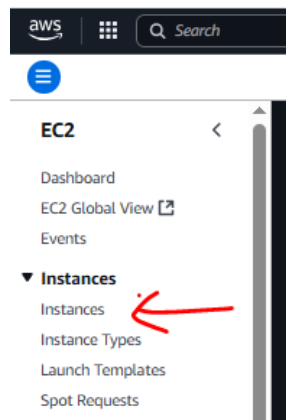 aws
Search
EC2
Dashboard
EC2 Global View
Events
Instances
Instances
Instance Types
Launch Templates
Spot Requests